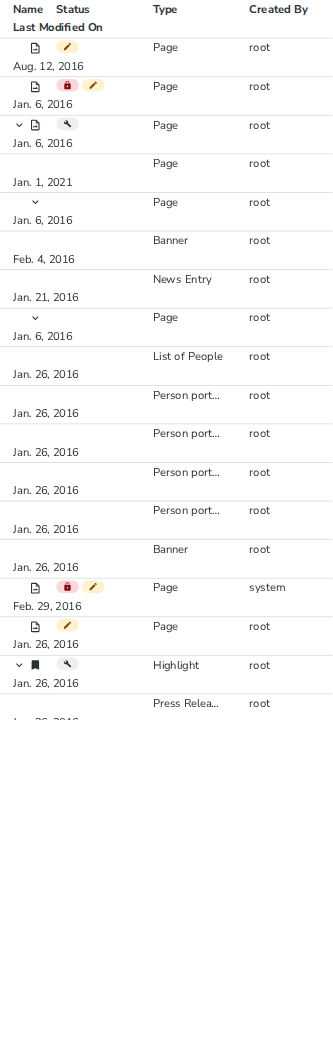 Name Status Type Created By
Last Modified On
Page root
Aug. 12, 2016
Page root
Jan. 6, 2016
Page root
Jan. 6, 2016
Page root
Jan. 1, 2021
Page root
Jan. 6, 2016
Banner root
Feb. 4, 2016
News Entry root
Jan. 21, 2016
Page root
Jan. 6, 2016
List of People root
Jan. 26, 2016
Person port... root
Jan. 26, 2016
Person port... root
Jan. 26, 2016
Person port... root
Jan. 26, 2016
Person port... root
Jan. 26, 2016
Banner root
Jan. 26, 2016
Page system
Feb. 29, 2016
Page root
Jan. 26, 2016
Highlight root
Jan. 26, 2016
Press Relea... root